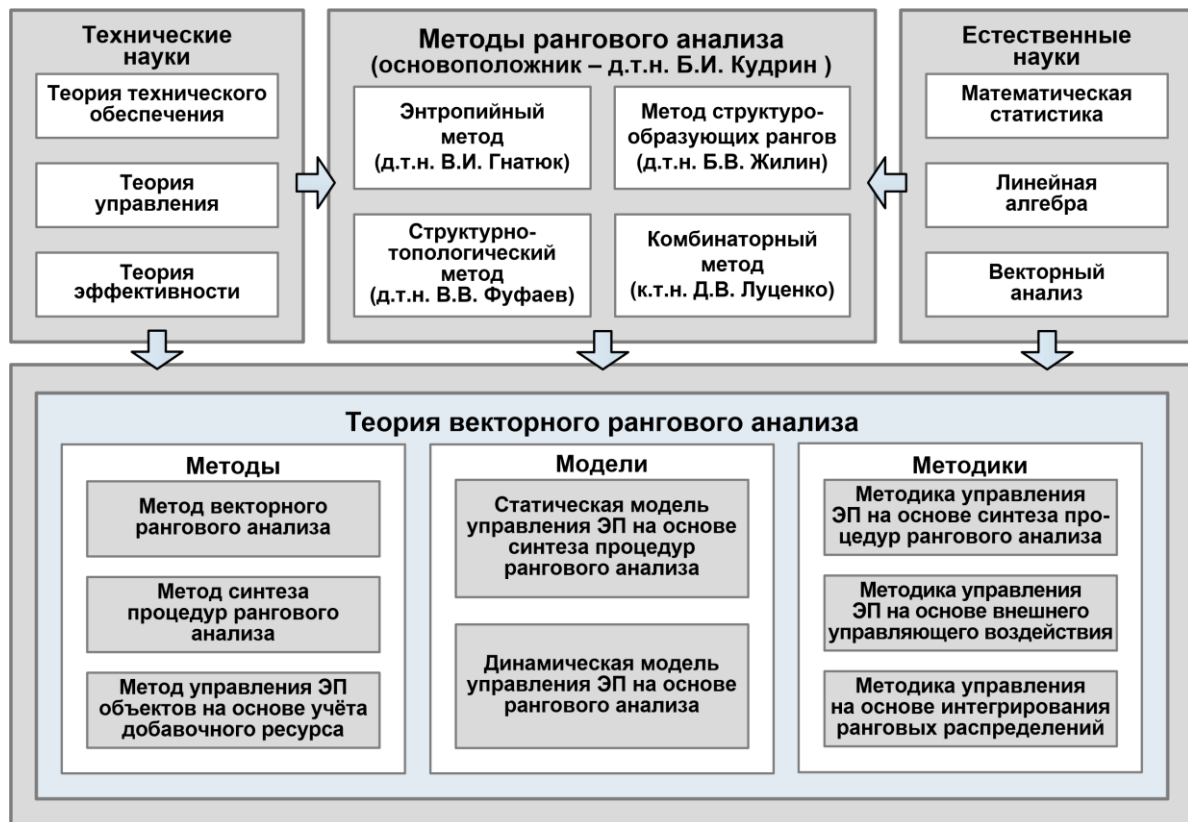 Технические
науки
Теория технического
обеспечения
Теория
управления
Теория
эффективности
Методы рангового анализа
(основоположник – д.т.н. Б.И. Кудрин )
Энтропийный
метод
(д.т.н. В.И. Гнатюк)
Метод структуро-
образующих рангов
(д.т.н. Б.В. Жилин)
Структурно-
топологический
метод
(д.т.н. В.В. Фуфаев)
Комбинаторный
метод
(к.т.н. Д.В. Луценко)
Естественные
науки
Математическая
статистика
Линейная
алгебра
Векторный
анализ
Теория векторного рангового анализа
Методы
Метод векторного
рангового анализа
Метод синтеза
процедур рангового
анализа
Метод управления ЭП
объектов на основе учёта
добавочного ресурса
Модели
Статическая модель
управления ЭП на основе
синтеза процедур
рангового анализа
Динамическая модель
управления ЭП на основе
рангового анализа
Методики
Методика управления
ЭП на основе синтеза про-
цедур рангового анализа
Методика управления
ЭП на основе внешнего
управляющего воздействия
Методика управления
на основе интегрирования
ранговых распределений